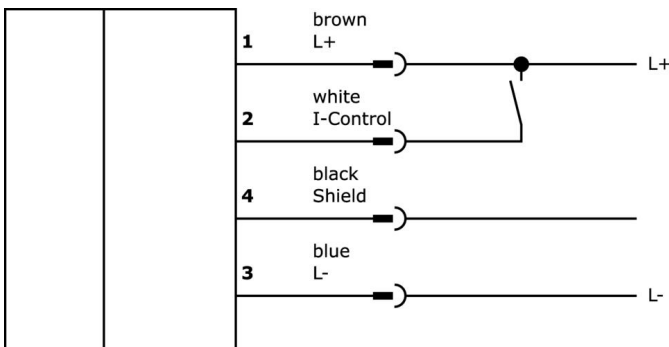 brown
1 L+
L+
white
2 I-Control
black
4 Shield
blue
3 L-
L-